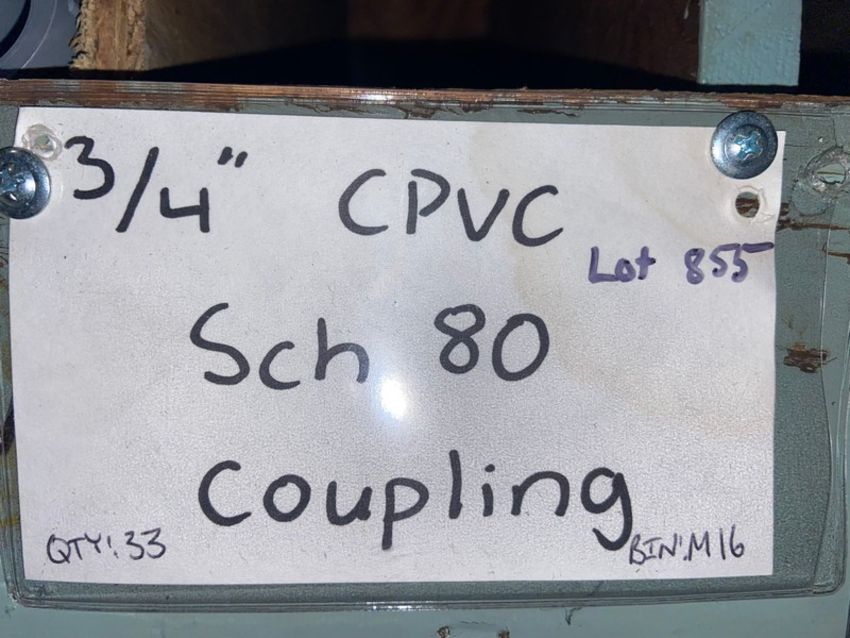 3/4" CPVC
Lot 855
Sch 80
Coupling
QTY: 33
BIN: M16